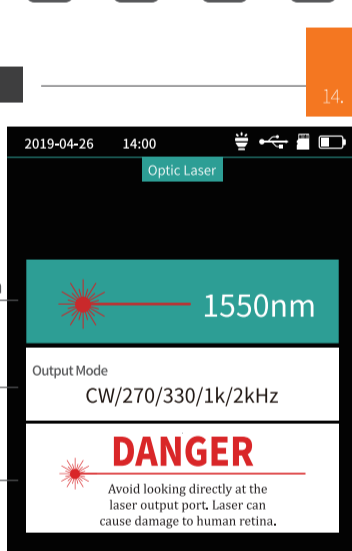 14.
2019-04-26 14:00
Optic Laser
1550nm
Output Mode
CW/270/330/1k/2kHz
DANGER
Avoid looking directly at the
laser output port. Laser can
cause damage to human retina.